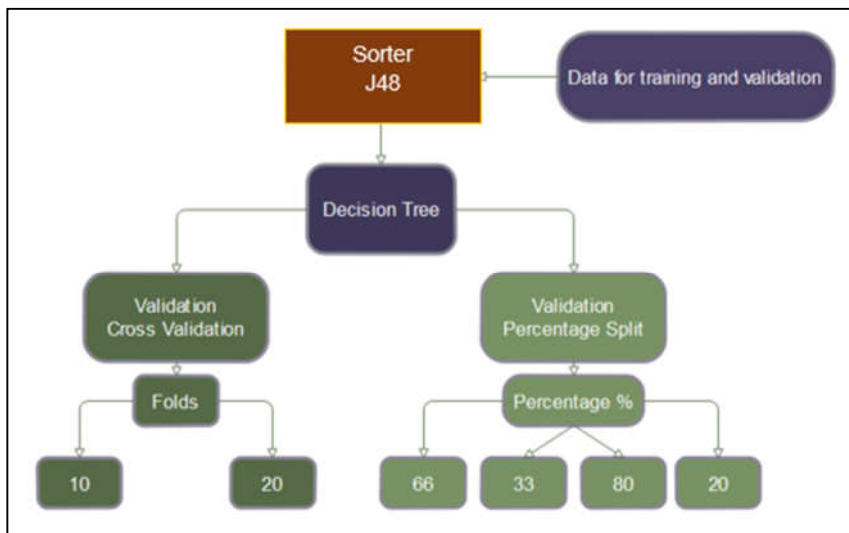 Sorter
J48
Data for training and validation
Decision Tree
Validation
Cross Validation
Validation
Percentage Split
Folds
Percentage %
10
20
66
33
80
20